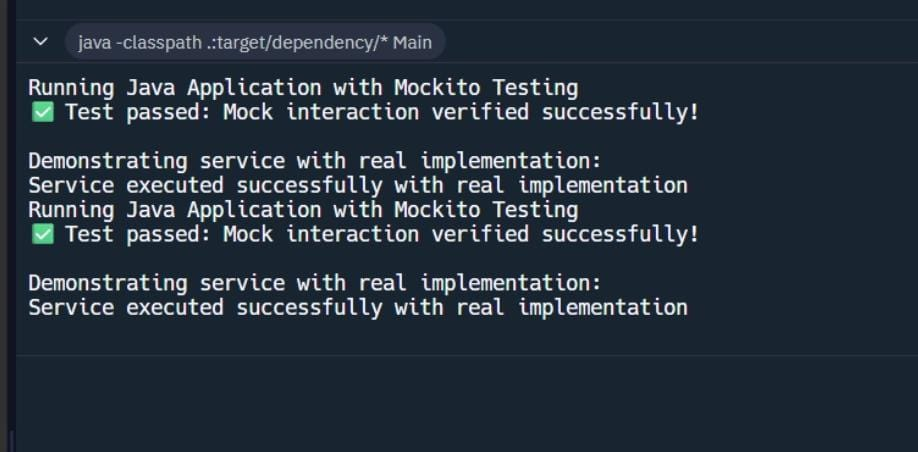 java -classpath .:target/dependency/* Main
Running Java Application with Mockito Testing
✅ Test passed: Mock interaction verified successfully!
Demonstrating service with real implementation:
Service executed successfully with real implementation
Running Java Application with Mockito Testing
✅ Test passed: Mock interaction verified successfully!
Demonstrating service with real implementation:
Service executed successfully with real implementation